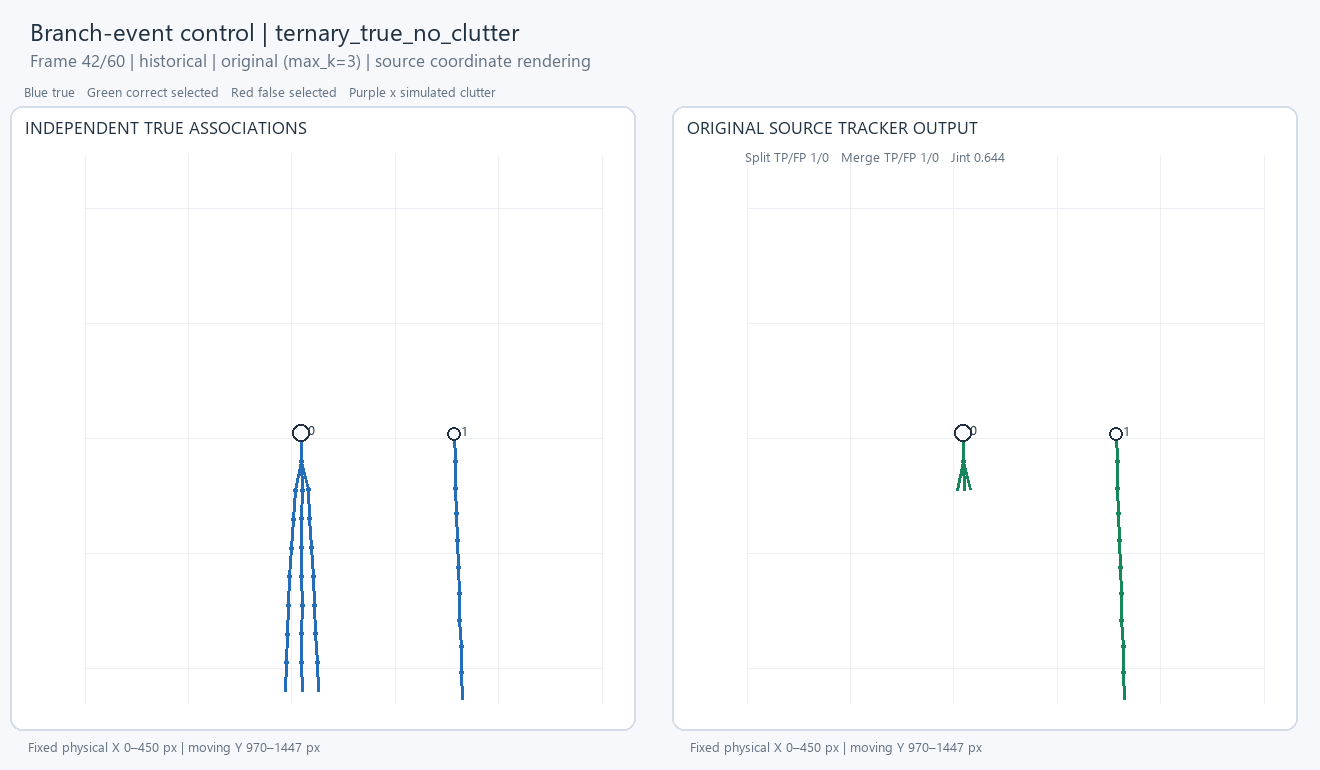 Branch-event control | ternary_true_no_clutter
Frame 42/60 | historical | original (max_k=3) | source coordinate rendering
Blue true   Green correct selected   Red false selected   Purple x simulated clutter
INDEPENDENT TRUE ASSOCIATIONS
0
1
Fixed physical X 0–450 px | moving Y 970–1447 px
ORIGINAL SOURCE TRACKER OUTPUT
Split TP/FP 1/0   Merge TP/FP 1/0   Jint 0.644
0
1
Fixed physical X 0–450 px | moving Y 970–1447 px